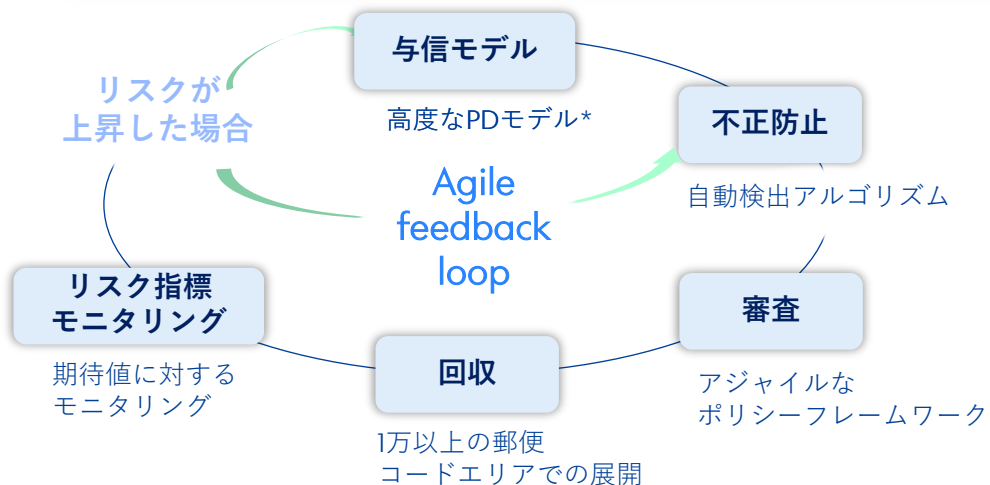 与信モデル
高度なPDモデル*
不正防止
自動検出アルゴリズム
審査
アジャイルな
ポリシーフレームワーク
回収
1万以上の郵便
コードエリアでの展開
リスク指標
モニタリング
期待値に対する
モニタリング
リスクが
上昇した場合
Agile
feedback
loop